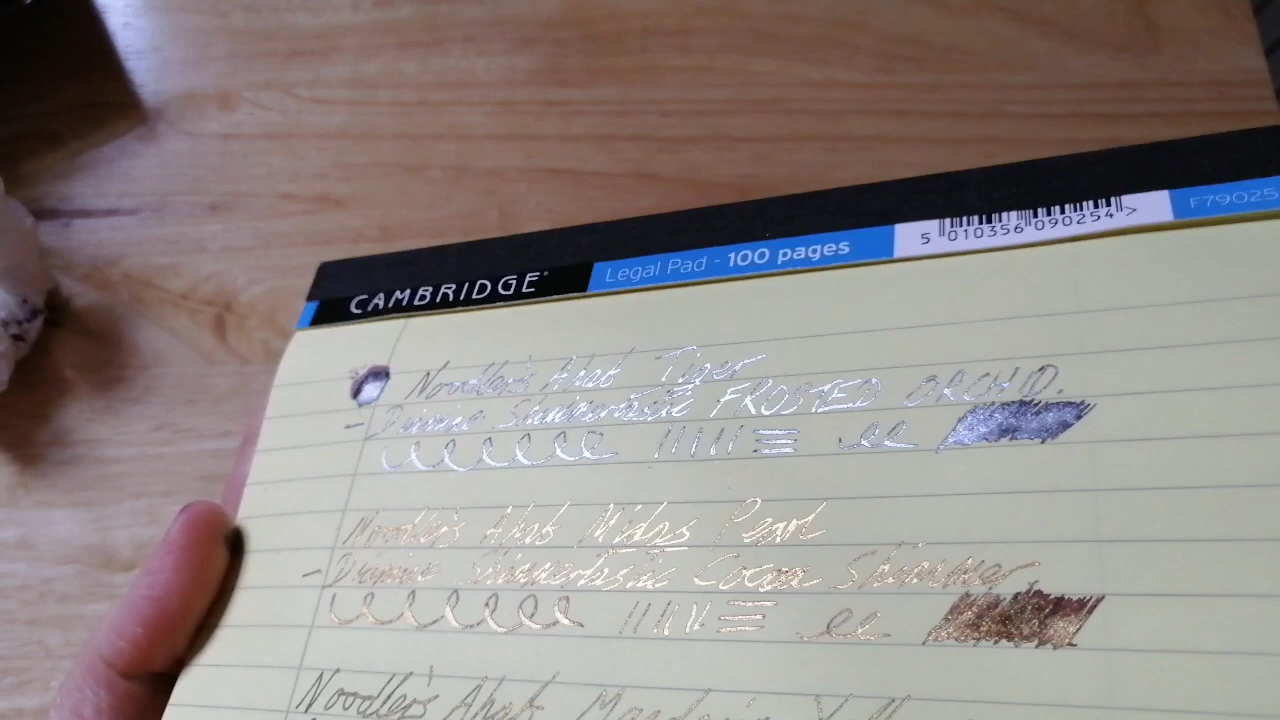 CAMBRIDGE Legal Pad - 100 pages 5 010356 090254 > F79025
Noodler's Ahab Tiger
- Diamine Shimmertastic FROSTED ORCHID.
Noodler's Ahab Midas Pearl
- Diamine Shimmertastic Cocoa Shimmer
Noodler's Ahab Mandarin